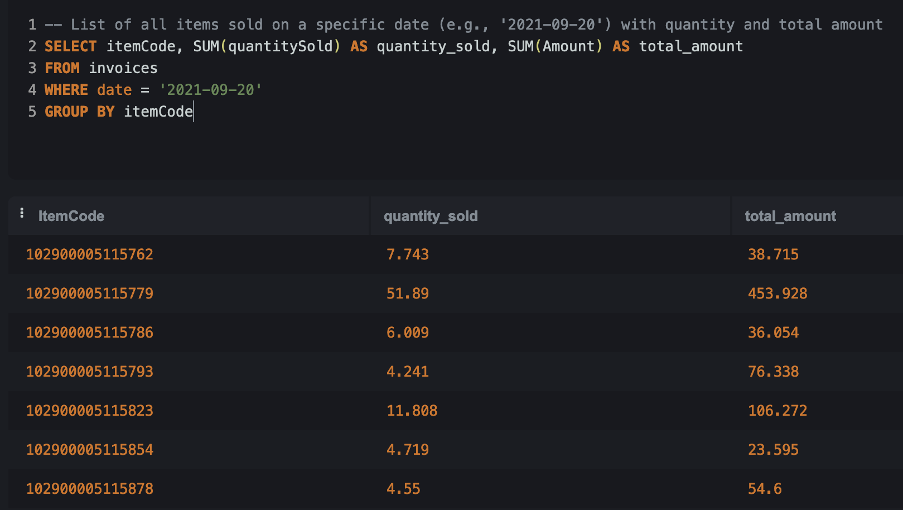 1 -- List of all items sold on a specific date (e.g., '2021-09-20') with quantity and total amount
2 SELECT itemCode, SUM(quantitySold) AS quantity_sold, SUM(Amount) AS total_amount
3 FROM invoices
4 WHERE date = '2021-09-20'
5 GROUP BY itemCode
ItemCode quantity_sold total_amount
102900005115762 7.743 38.715
102900005115779 51.89 453.928
102900005115786 6.009 36.054
102900005115793 4.241 76.338
102900005115823 11.808 106.272
102900005115854 4.719 23.595
102900005115878 4.55 54.6